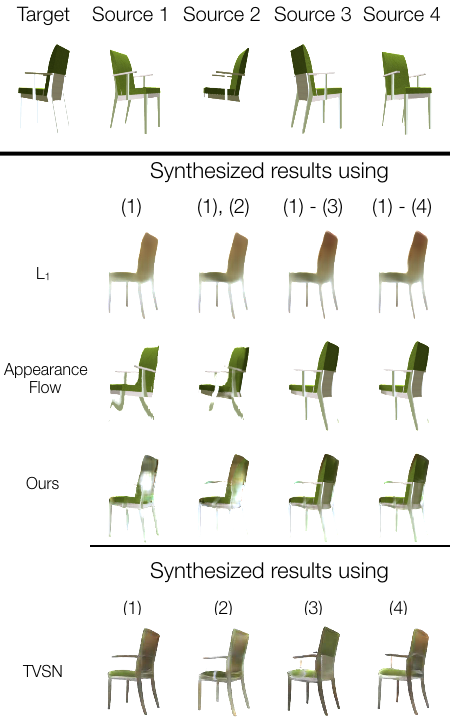 Target Source 1 Source 2 Source 3 Source 4
Synthesized results using
(1) (1), (2) (1) - (3) (1) - (4)
L₁
Appearance
Flow
Ours
Synthesized results using
(1) (2) (3) (4)
TVSN